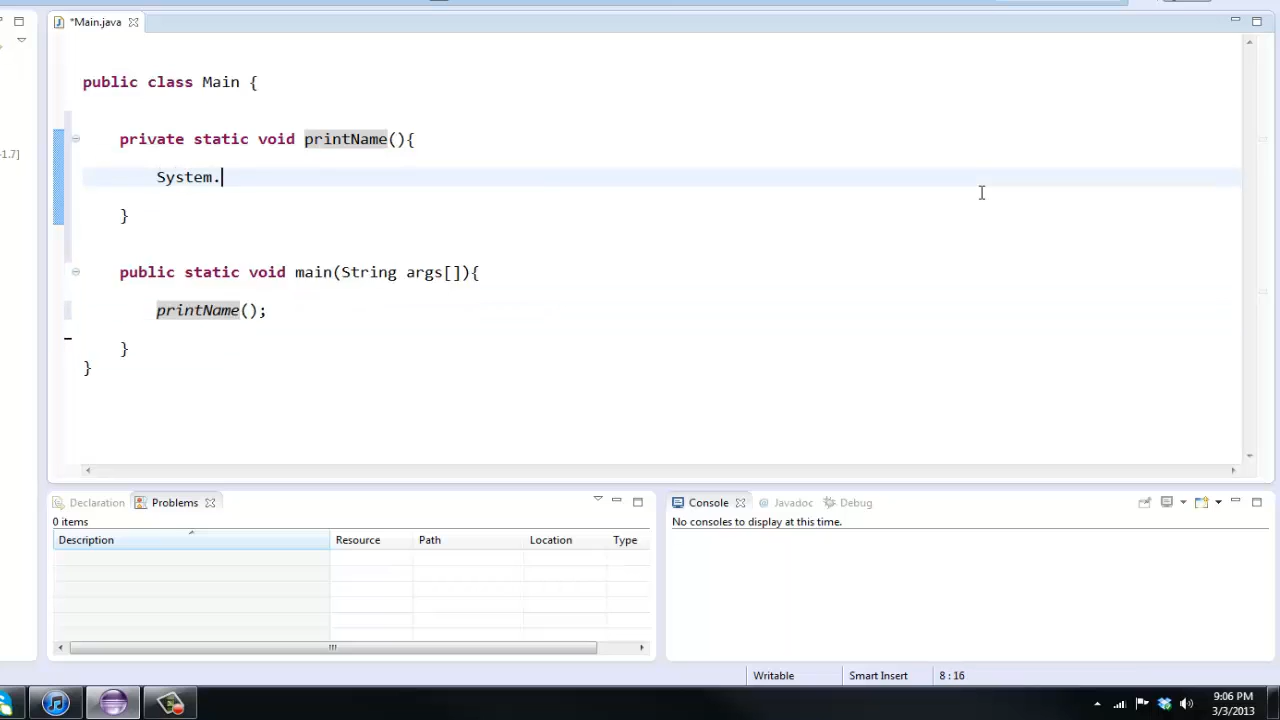 *Main.java
public class Main {
private static void printName(){
System.
}
public static void main(String args[]){
printName();
}
}
-1.7]
Declaration Problems
0 items
Description Resource Path Location Type
Console Javadoc Debug
No consoles to display at this time.
Writable Smart Insert 8 : 16
9:06 PM
3/3/2013